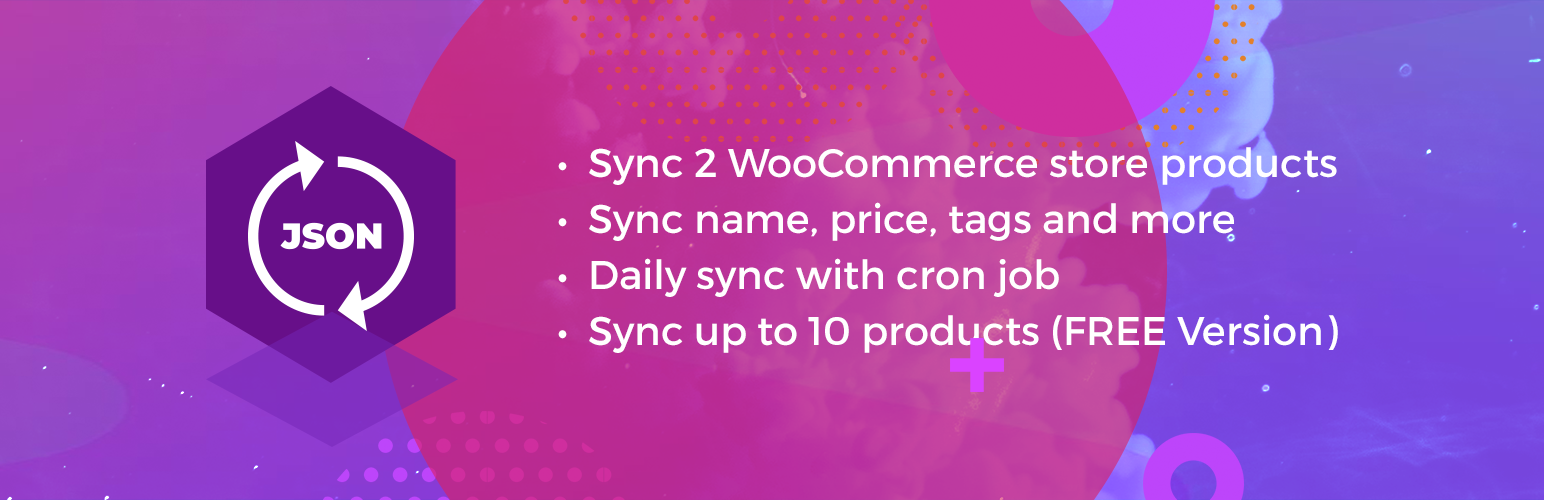 JSON
• Sync 2 WooCommerce store products
• Sync name, price, tags and more
• Daily sync with cron job
• Sync up to 10 products (FREE Version)